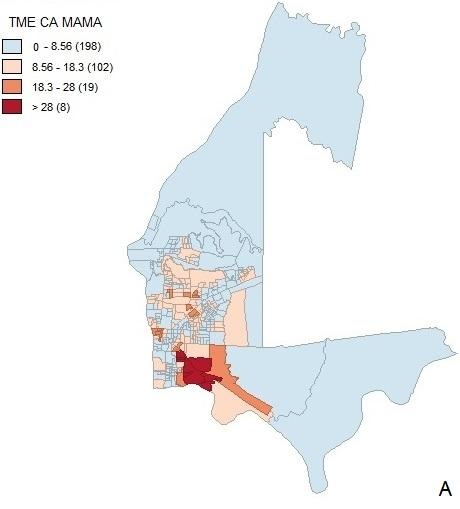 TME CA MAMA
0 - 8.56 (198)
8.56 - 18.3 (102)
18.3 - 28 (19)
> 28 (8)
A